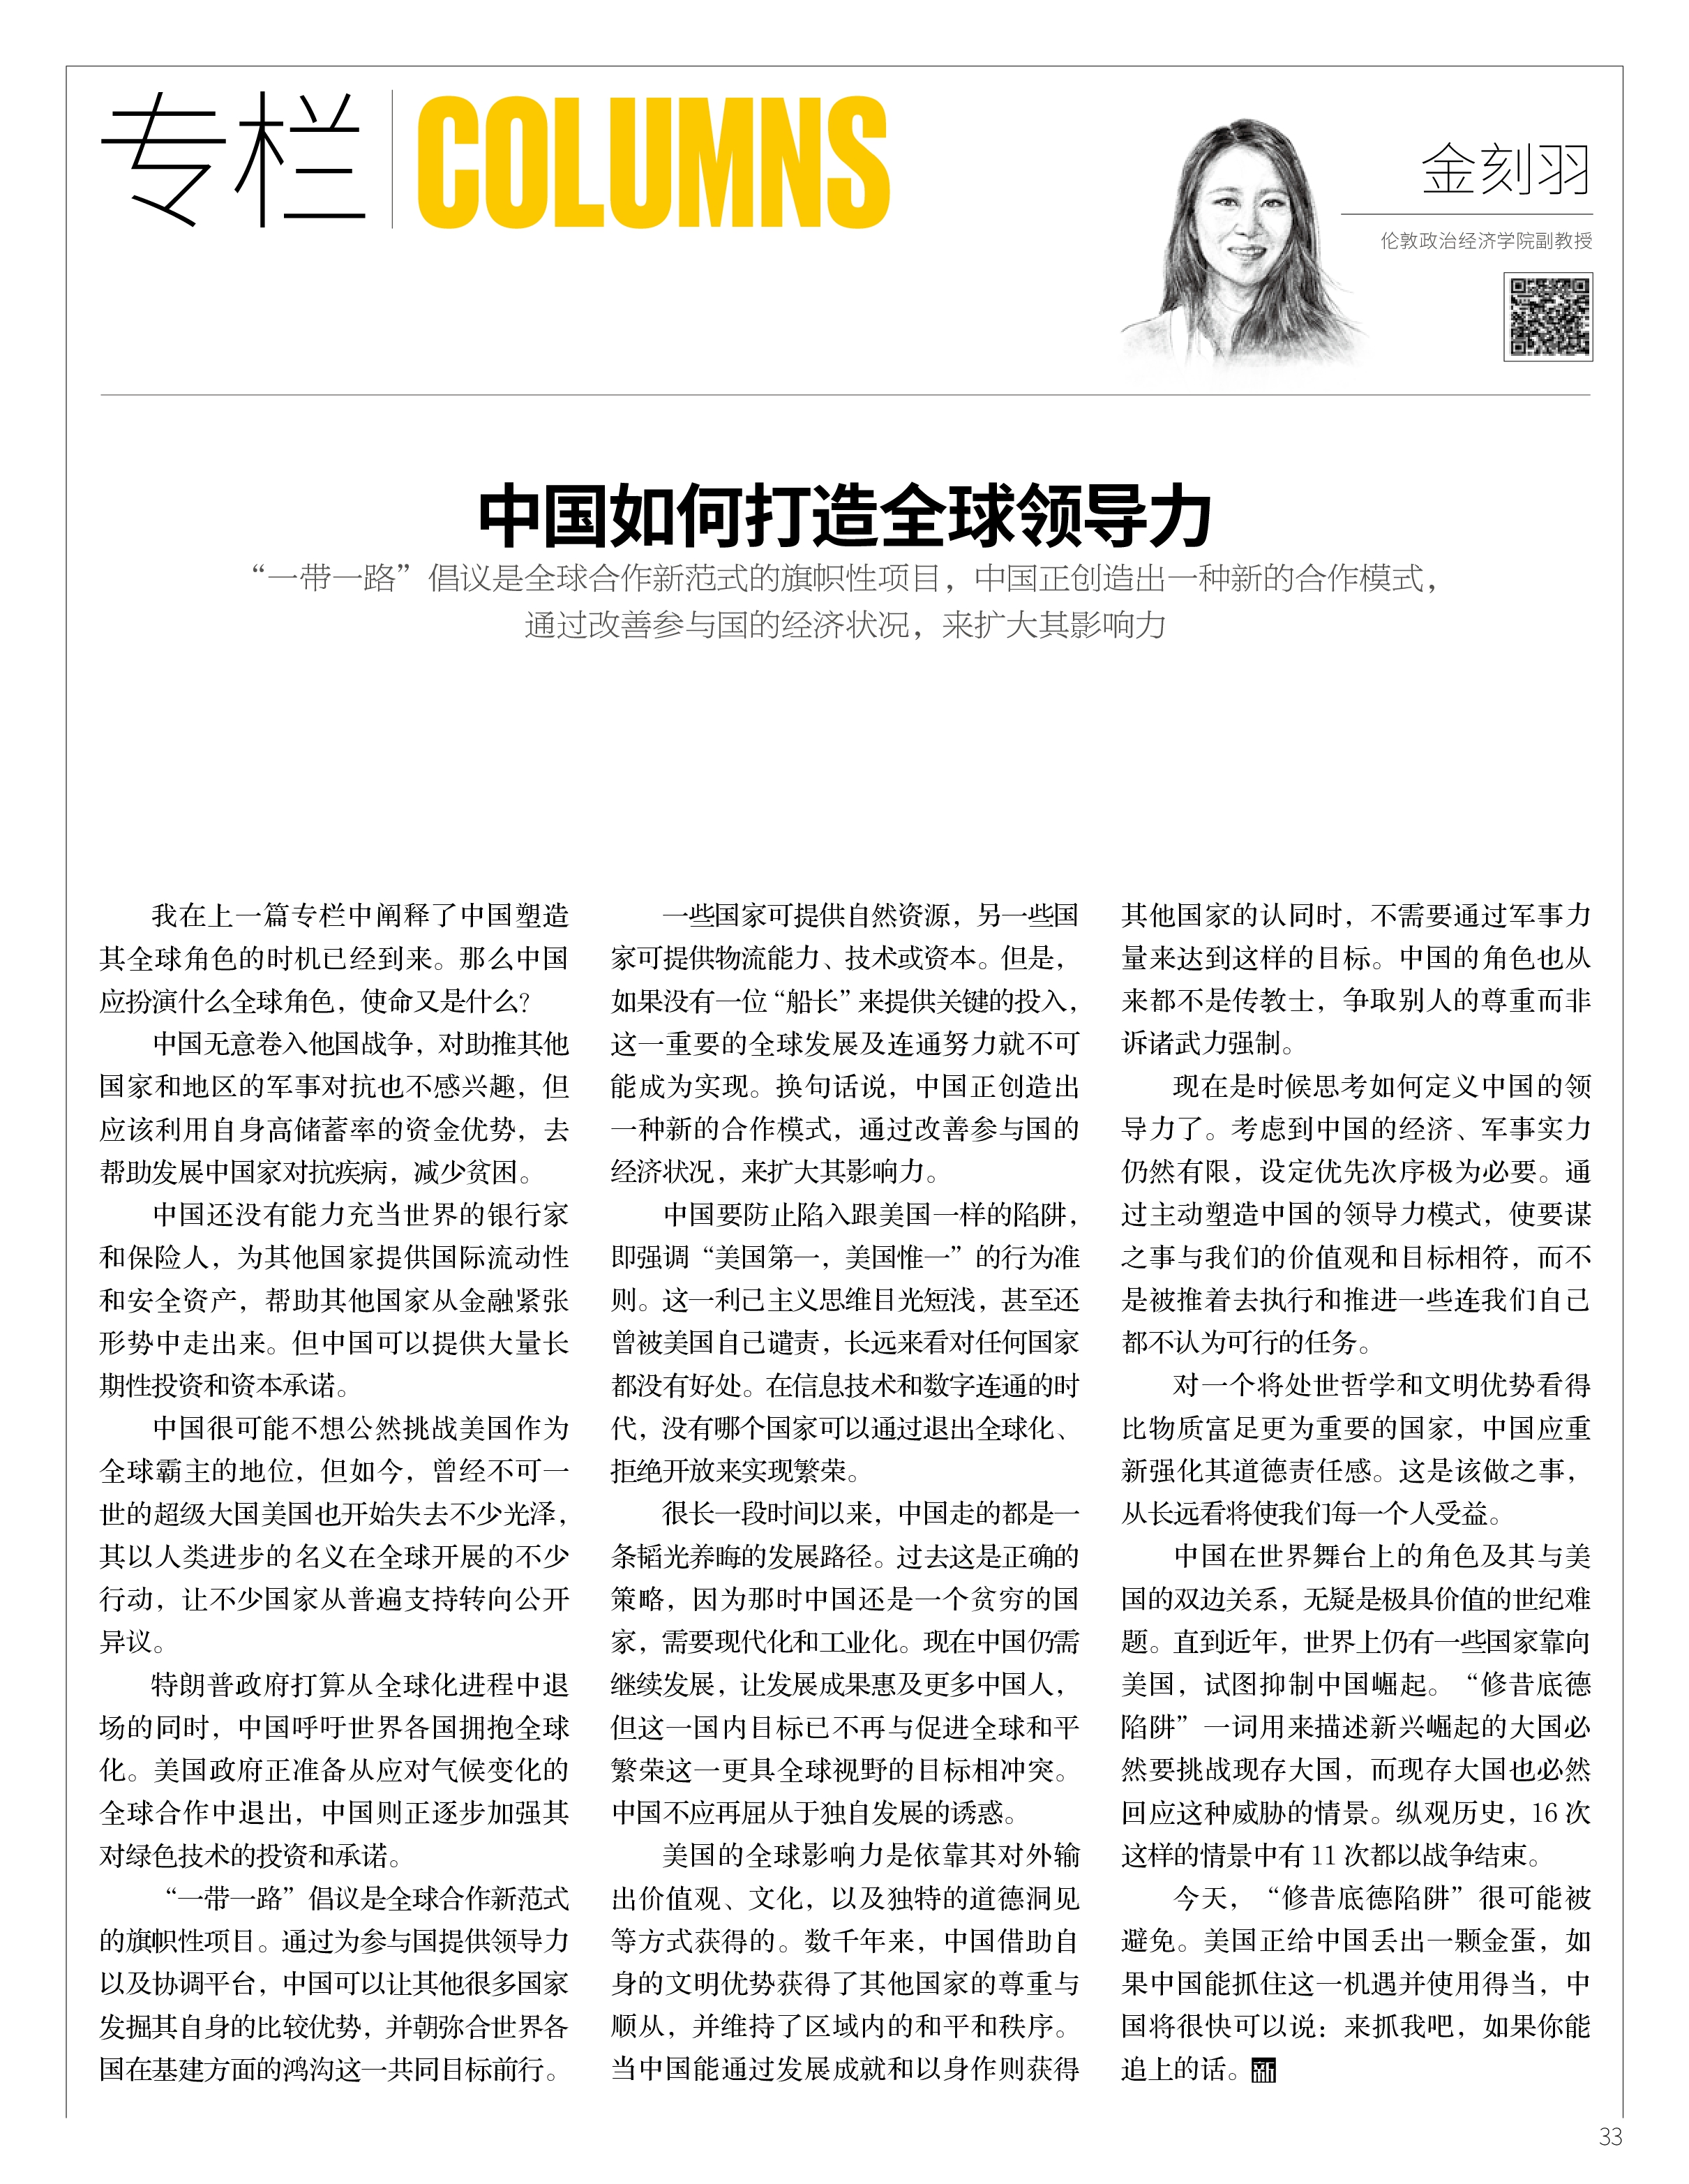 专栏
COLUMNS
金刻羽
伦敦政治经济学院副教授
中国如何打造全球领导力
“一带一路”倡议是全球合作新范式的旗帜性项目，中国正创造出一种新的合作模式，
通过改善参与国的经济状况，来扩大其影响力
我在上一篇专栏中阐释了中国塑造
其全球角色的时机已经到来。那么中国
应扮演什么全球角色，使命又是什么？
中国无意卷入他国战争，对助推其他
国家和地区的军事对抗也不感兴趣，但
应该利用自身高储蓄率的资金优势，去
帮助发展中国家对抗疾病，减少贫困。
中国还没有能力充当世界的银行家
和保险人，为其他国家提供国际流动性
和安全资产，帮助其他国家从金融紧张
形势中走出来。但中国可以提供大量长
期性投资和资本承诺。
中国很可能不想公然挑战美国作为
全球霸主的地位，但如今，曾经不可一
世的超级大国美国也开始失去不少光泽，
其以人类进步的名义在全球开展的不少
行动，让不少国家从普遍支持转向公开
异议。
特朗普政府打算从全球化进程中退
场的同时，中国呼吁世界各国拥抱全球
化。美国政府正准备从应对气候变化的
全球合作中退出，中国则正逐步加强其
对绿色技术的投资和承诺。
“一带一路”倡议是全球合作新范式
的旗帜性项目。通过为参与国提供领导力
以及协调平台，中国可以让其他很多国家
发掘其自身的比较优势，并朝弥合世界各
国在基建方面的鸿沟这一共同目标前行。
一些国家可提供自然资源，另一些国
家可提供物流能力、技术或资本。但是，
如果没有一位“船长”来提供关键的投入，
这一重要的全球发展及连通努力就不可
能成为实现。换句话说，中国正创造出
一种新的合作模式，通过改善参与国的
经济状况，来扩大其影响力。
中国要防止陷入跟美国一样的陷阱，
即强调“美国第一，美国惟一”的行为准
则。这一利己主义思维目光短浅，甚至还
曾被美国自己谴责，长远来看对任何国家
都没有好处。在信息技术和数字连通的时
代，没有哪个国家可以通过退出全球化、
拒绝开放来实现繁荣。
很长一段时间以来，中国走的都是一
条韬光养晦的发展路径。过去这是正确的
策略，因为那时中国还是一个贫穷的国
家，需要现代化和工业化。现在中国仍需
继续发展，让发展成果惠及更多中国人，
但这一国内目标已不再与促进全球和平
繁荣这一更具全球视野的目标相冲突。
中国不应再屈从于独自发展的诱惑。
美国的全球影响力是依靠其对外输
出价值观、文化，以及独特的道德洞见
等方式获得的。数千年来，中国借助自
身的文明优势获得了其他国家的尊重与
顺从，并维持了区域内的和平和秩序。
当中国能通过发展成就和以身作则获得
其他国家的认同时，不需要通过军事力
量来达到这样的目标。中国的角色也从
来都不是传教士，争取别人的尊重而非
诉诸武力强制。
现在是时候思考如何定义中国的领
导力了。考虑到中国的经济、军事实力
仍然有限，设定优先次序极为必要。通
过主动塑造中国的领导力模式，使要谋
之事与我们的价值观和目标相符，而不
是被推着去执行和推进一些连我们自己
都不认为可行的任务。
对一个将处世哲学和文明优势看得
比物质富足更为重要的国家，中国应重
新强化其道德责任感。这是该做之事，
从长远看将使我们每一个人受益。
中国在世界舞台上的角色及其与美
国的双边关系，无疑是极具价值的世纪难
题。直到近年，世界上仍有一些国家靠向
美国，试图抑制中国崛起。“修昔底德
陷阱”一词用来描述新兴崛起的大国必
然要挑战现存大国，而现存大国也必然
回应这种威胁的情景。纵观历史，16 次
这样的情景中有 11 次都以战争结束。
今天，“修昔底德陷阱”很可能被
避免。美国正给中国丢出一颗金蛋，如
果中国能抓住这一机遇并使用得当，中
国将很快可以说：来抓我吧，如果你能
追上的话。
33